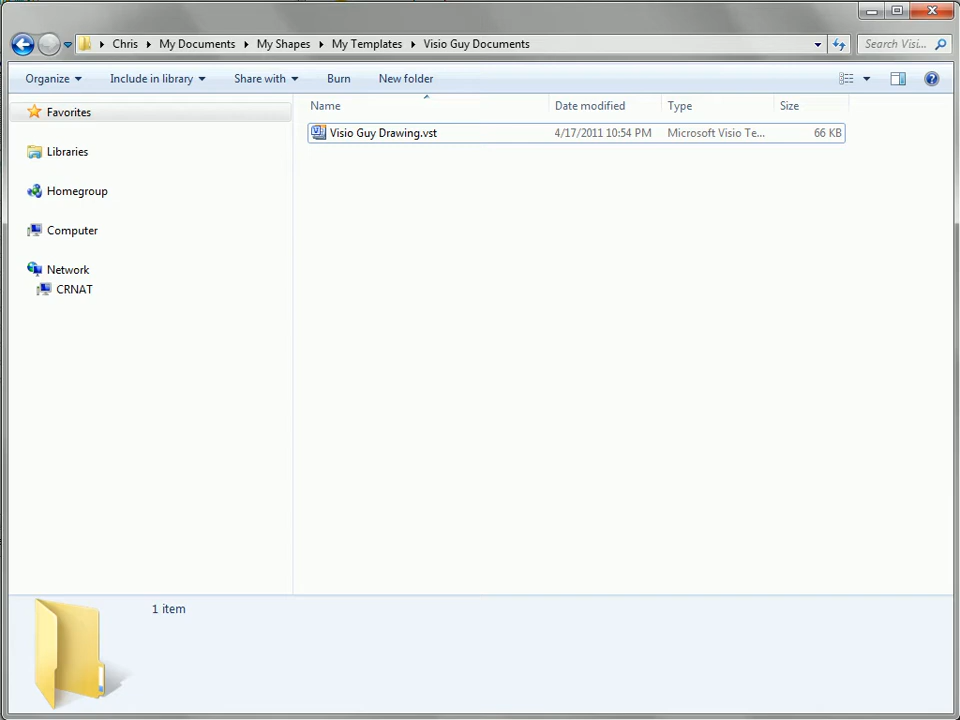 Chris My Documents My Shapes My Templates Visio Guy Documents Search Visi...
Organize Include in library Share with Burn New folder
Name Date modified Type Size
Visio Guy Drawing.vst 4/17/2011 10:54 PM Microsoft Visio Te... 66 KB
Favorites
Libraries
Homegroup
Computer
Network
CRNAT
1 item